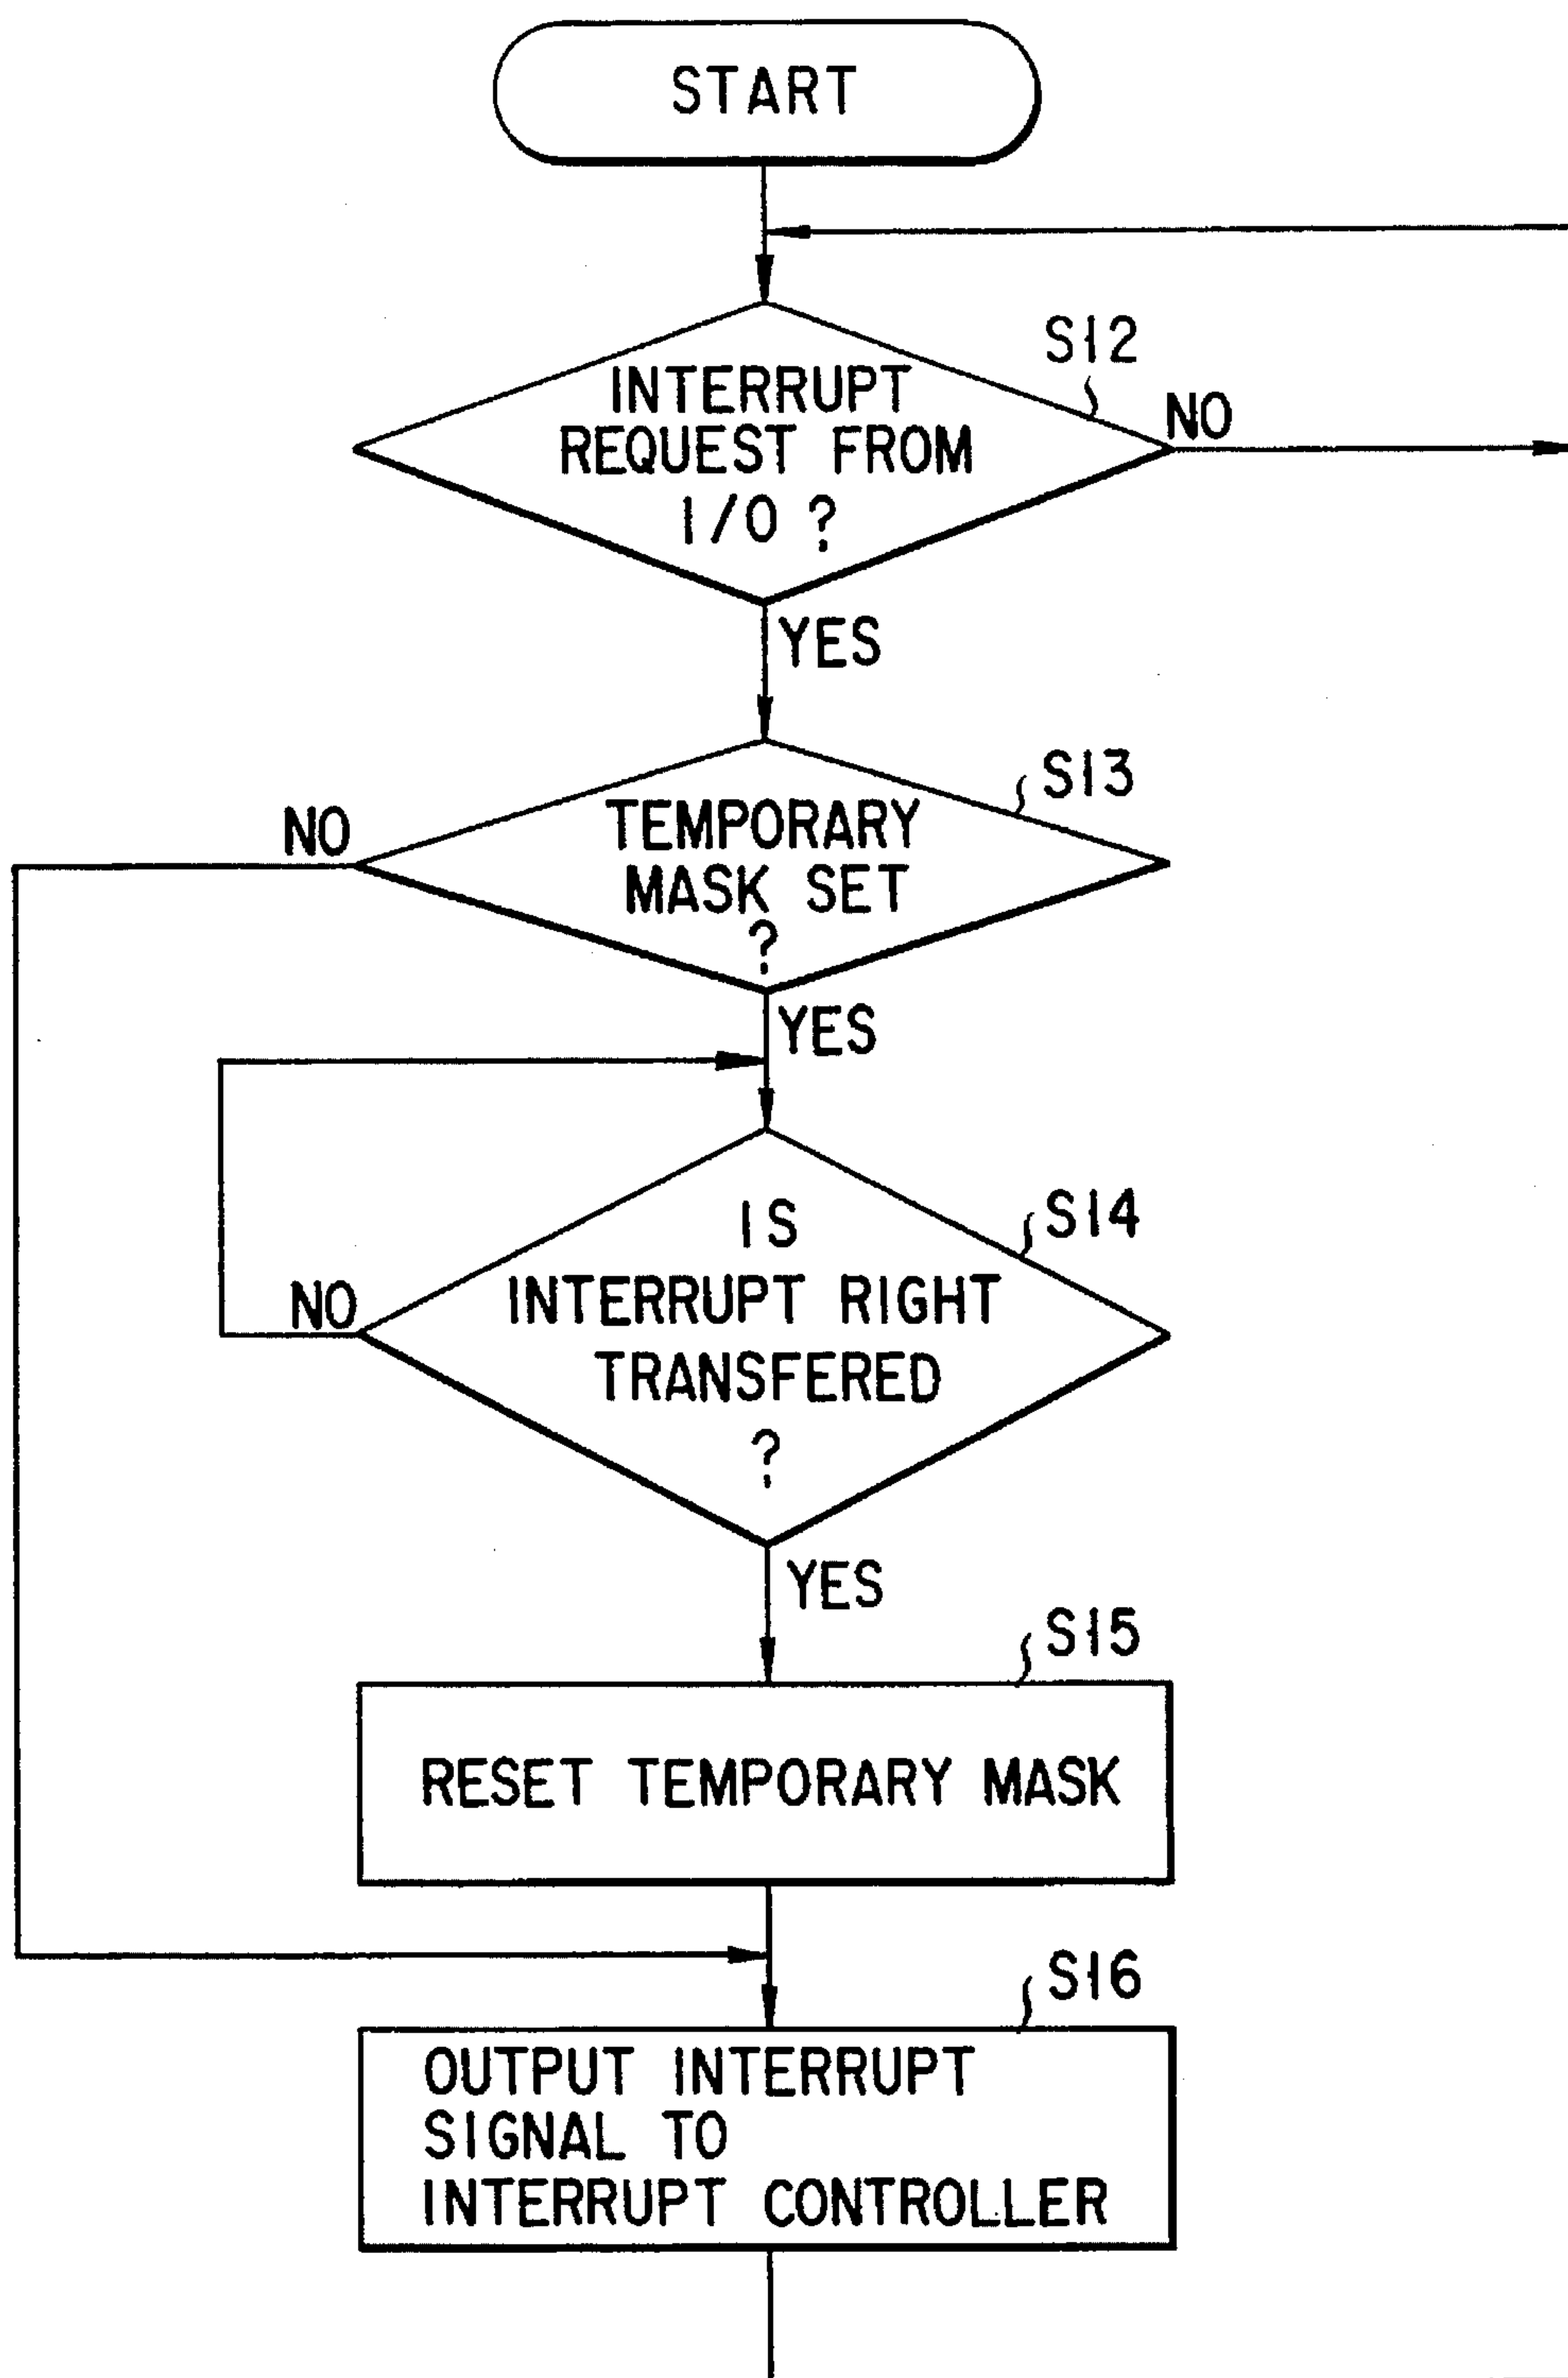 START
S12
INTERRUPT
REQUEST FROM
I/O ?
NO
YES
S13
NO
TEMPORARY
MASK SET
?
YES
S14
IS
INTERRUPT RIGHT
TRANSFERED
?
NO
YES
S15
RESET TEMPORARY MASK
S16
OUTPUT INTERRUPT
SIGNAL TO
INTERRUPT CONTROLLER